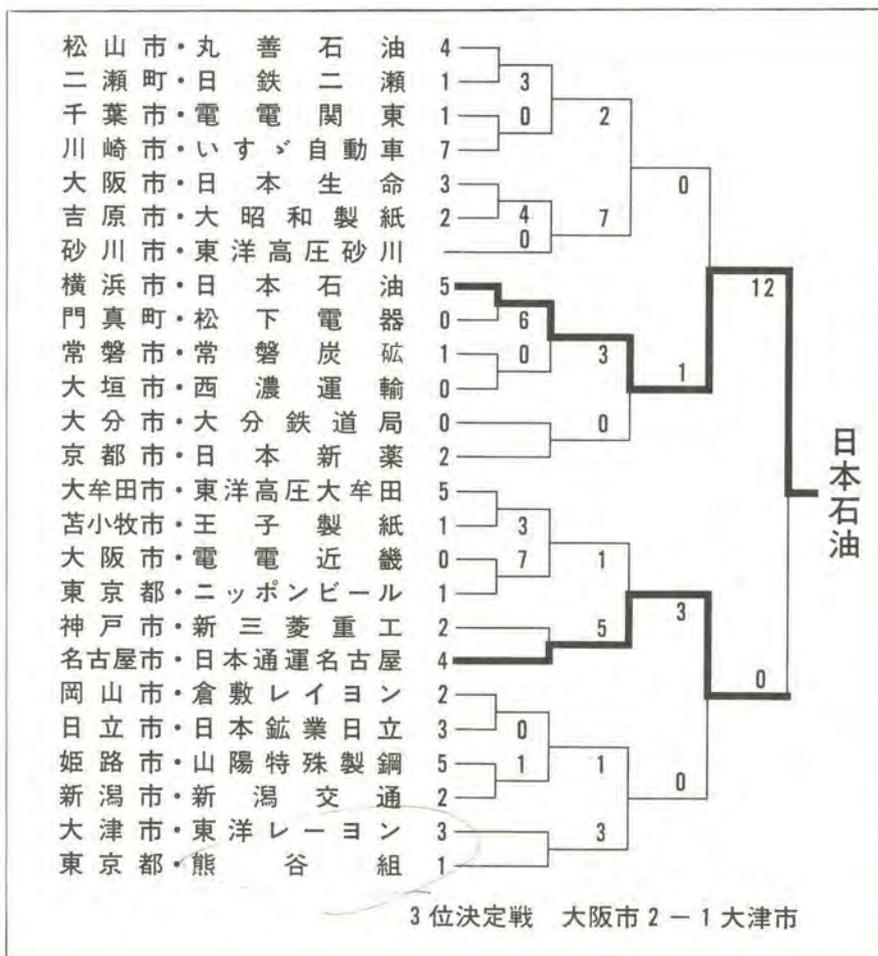 松山市・丸善石油 4
二瀬町・日鉄二瀬 1
3
千葉市・電電関東 1
0
2
川崎市・いすゞ自動車 7
大阪市・日本生命 3
0
吉原市・大昭和製紙 2
4
7
砂川市・東洋高圧砂川
0
横浜市・日本石油 5
12
門真町・松下電器 0
6
常磐市・常磐炭砿 1
0
3
大垣市・西濃運輸 0
1
大分市・大分鉄道局 0
0
京都市・日本新薬 2
日本石油
大牟田市・東洋高圧大牟田 5
苫小牧市・王子製紙 1
3
大阪市・電電近畿 0
7
1
東京都・ニッポンビール 1
神戸市・新三菱重工 2
5
3
名古屋市・日本通運名古屋 4
岡山市・倉敷レイヨン 2
0
日立市・日本鉱業日立 3
0
姫路市・山陽特殊製鋼 5
1
1
新潟市・新潟交通 2
0
大津市・東洋レーヨン 3
3
東京都・熊谷組 1
3位決定戦 大阪市2－1大津市